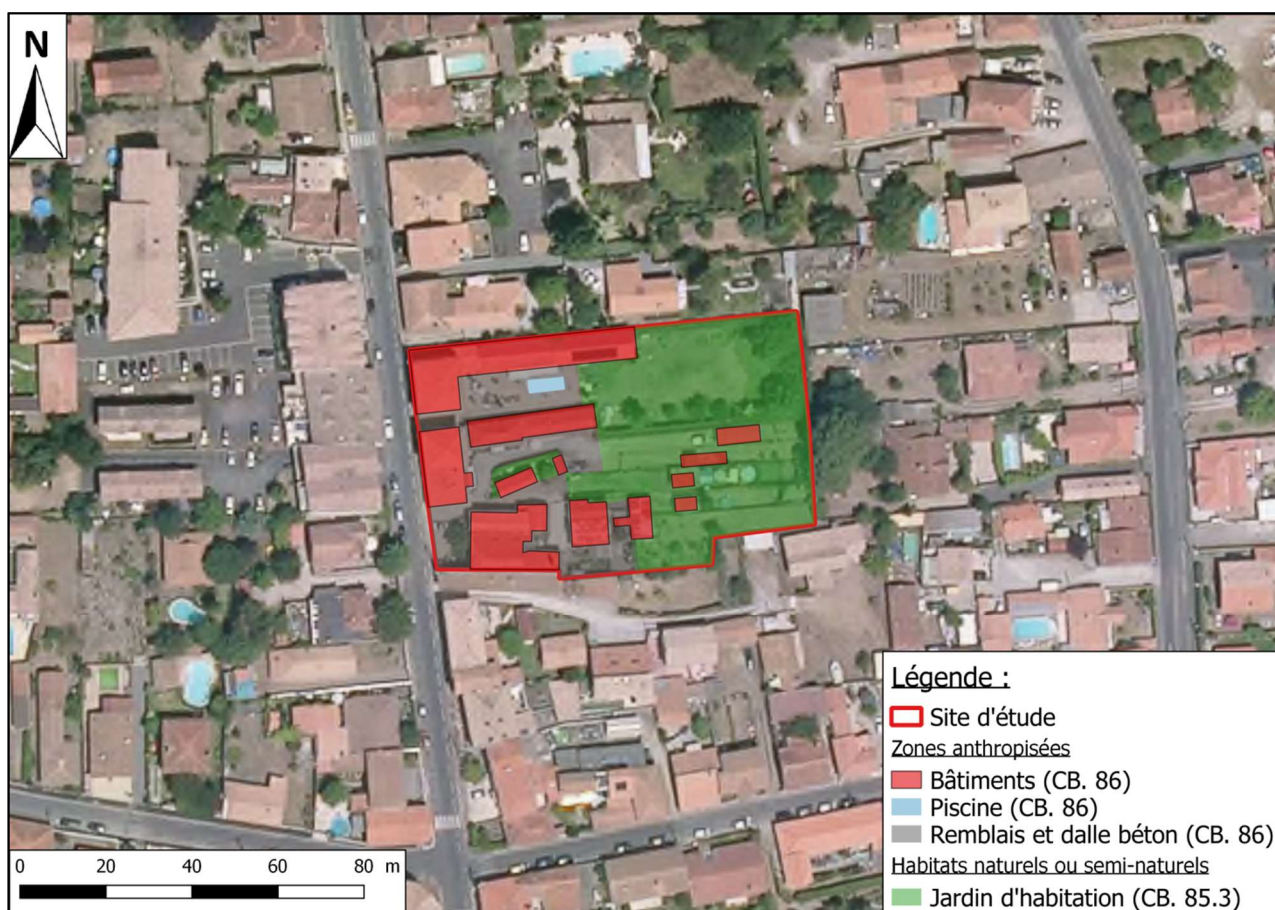 N
Légende :
Site d'étude
Zones anthropisées
Bâtiments (CB. 86)
Piscine (CB. 86)
Remblais et dalle béton (CB. 86)
Habitats naturels ou semi-naturels
Jardin d'habitation (CB. 85.3)
0 20 40 60 80 m